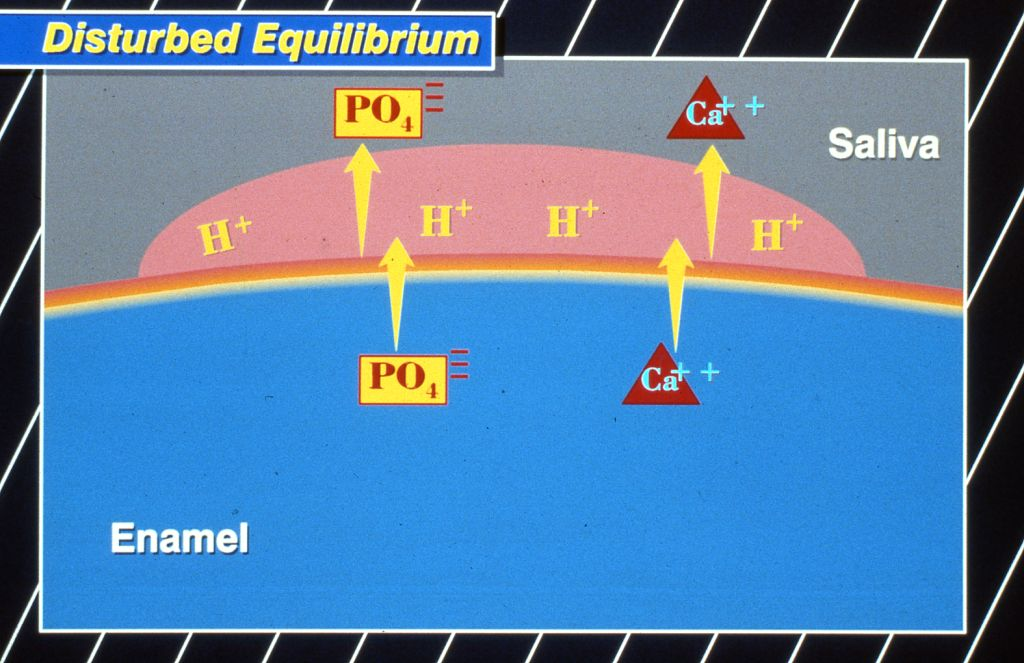 Disturbed Equilibrium
PO₄≡ Ca++
Saliva
H+ H+ H+ H+
PO₄≡ Ca++
Enamel